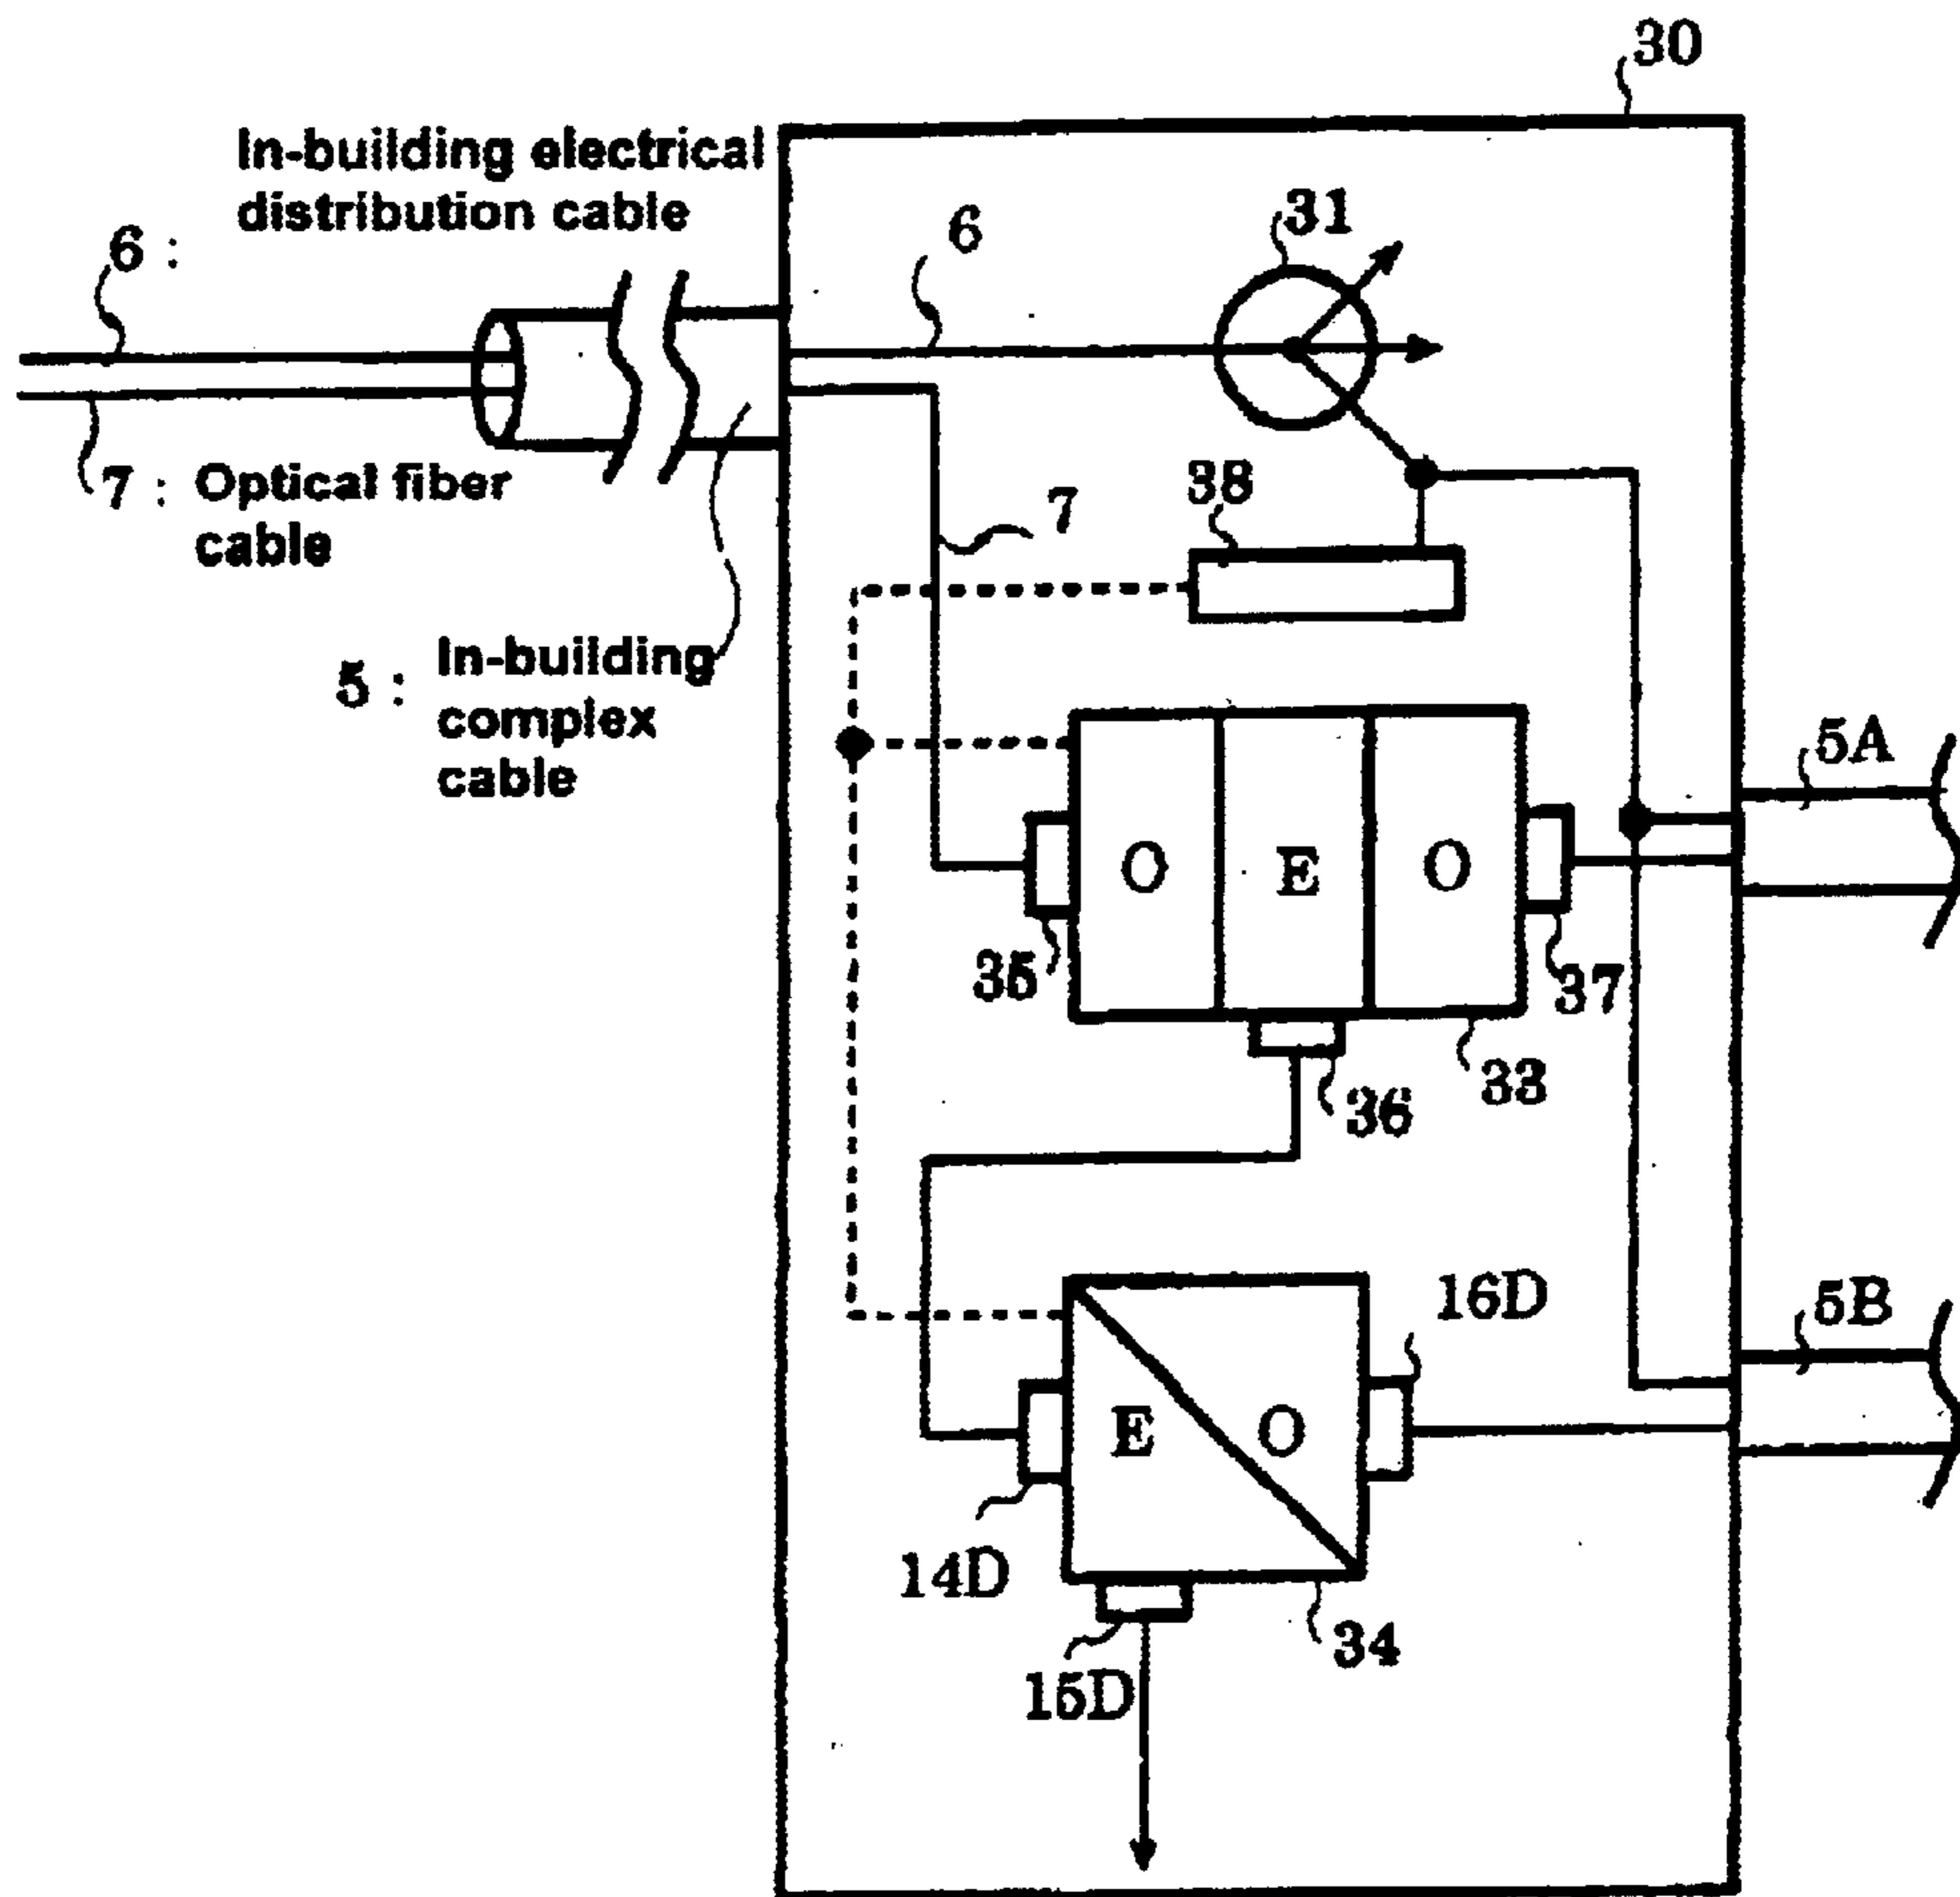 30
In-building electrical
distribution cable
6 :
6
31
7 : Optical fiber
cable
38
7
5 : In-building
complex
cable
5A
O E O
35
37
36
33
16D
5B
E O
14D
34
15D